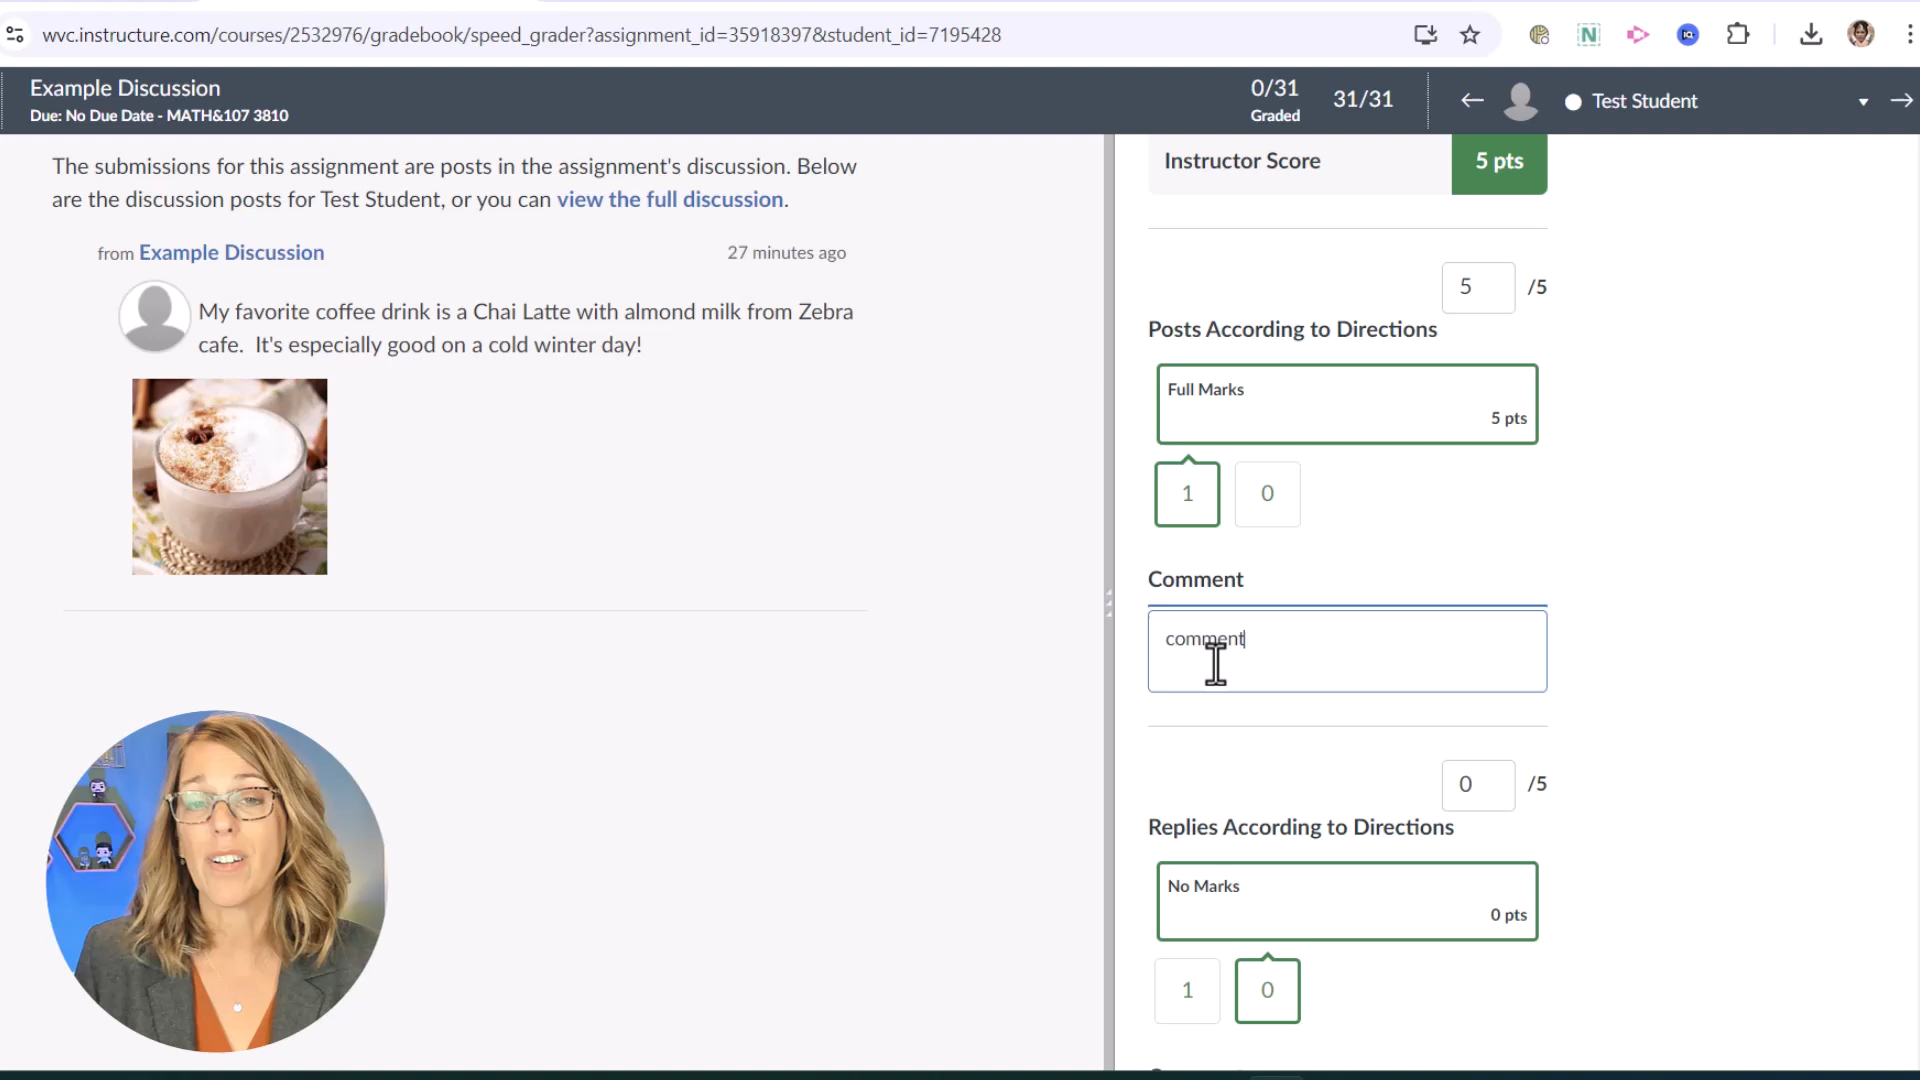 wvc.instructure.com/courses/2532976/gradebook/speed_grader?assignment_id=35918397&student_id=7195428
Example Discussion
Due: No Due Date - MATH&107 3810
0/31
Graded
31/31
Test Student
The submissions for this assignment are posts in the assignment's discussion. Below
are the discussion posts for Test Student, or you can view the full discussion.
from Example Discussion
27 minutes ago
My favorite coffee drink is a Chai Latte with almond milk from Zebra
cafe.  It's especially good on a cold winter day!
Instructor Score
5 pts
5 /5
Posts According to Directions
Full Marks
5 pts
1 0
Comment
comment
0 /5
Replies According to Directions
No Marks
0 pts
1 0